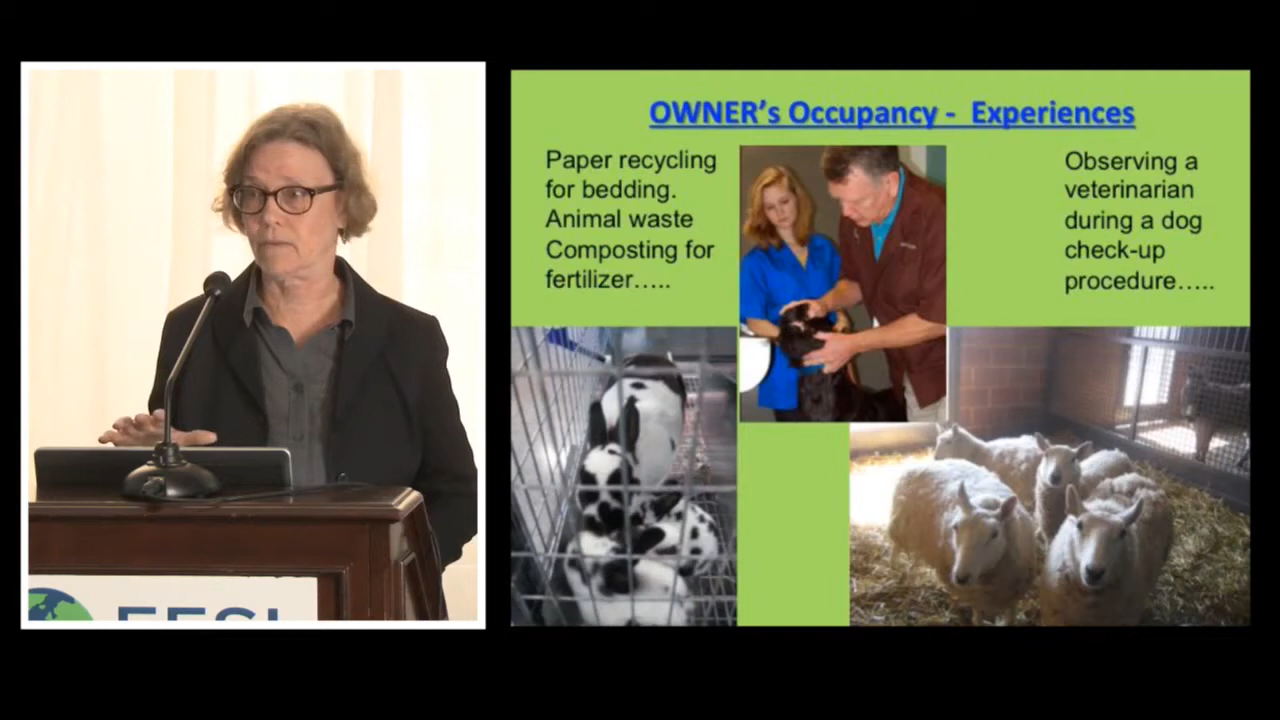 OWNER's Occupancy - Experiences
Paper recycling
for bedding.
Animal waste
Composting for
fertilizer.....
Observing a
veterinarian
during a dog
check-up
procedure.....
EESI